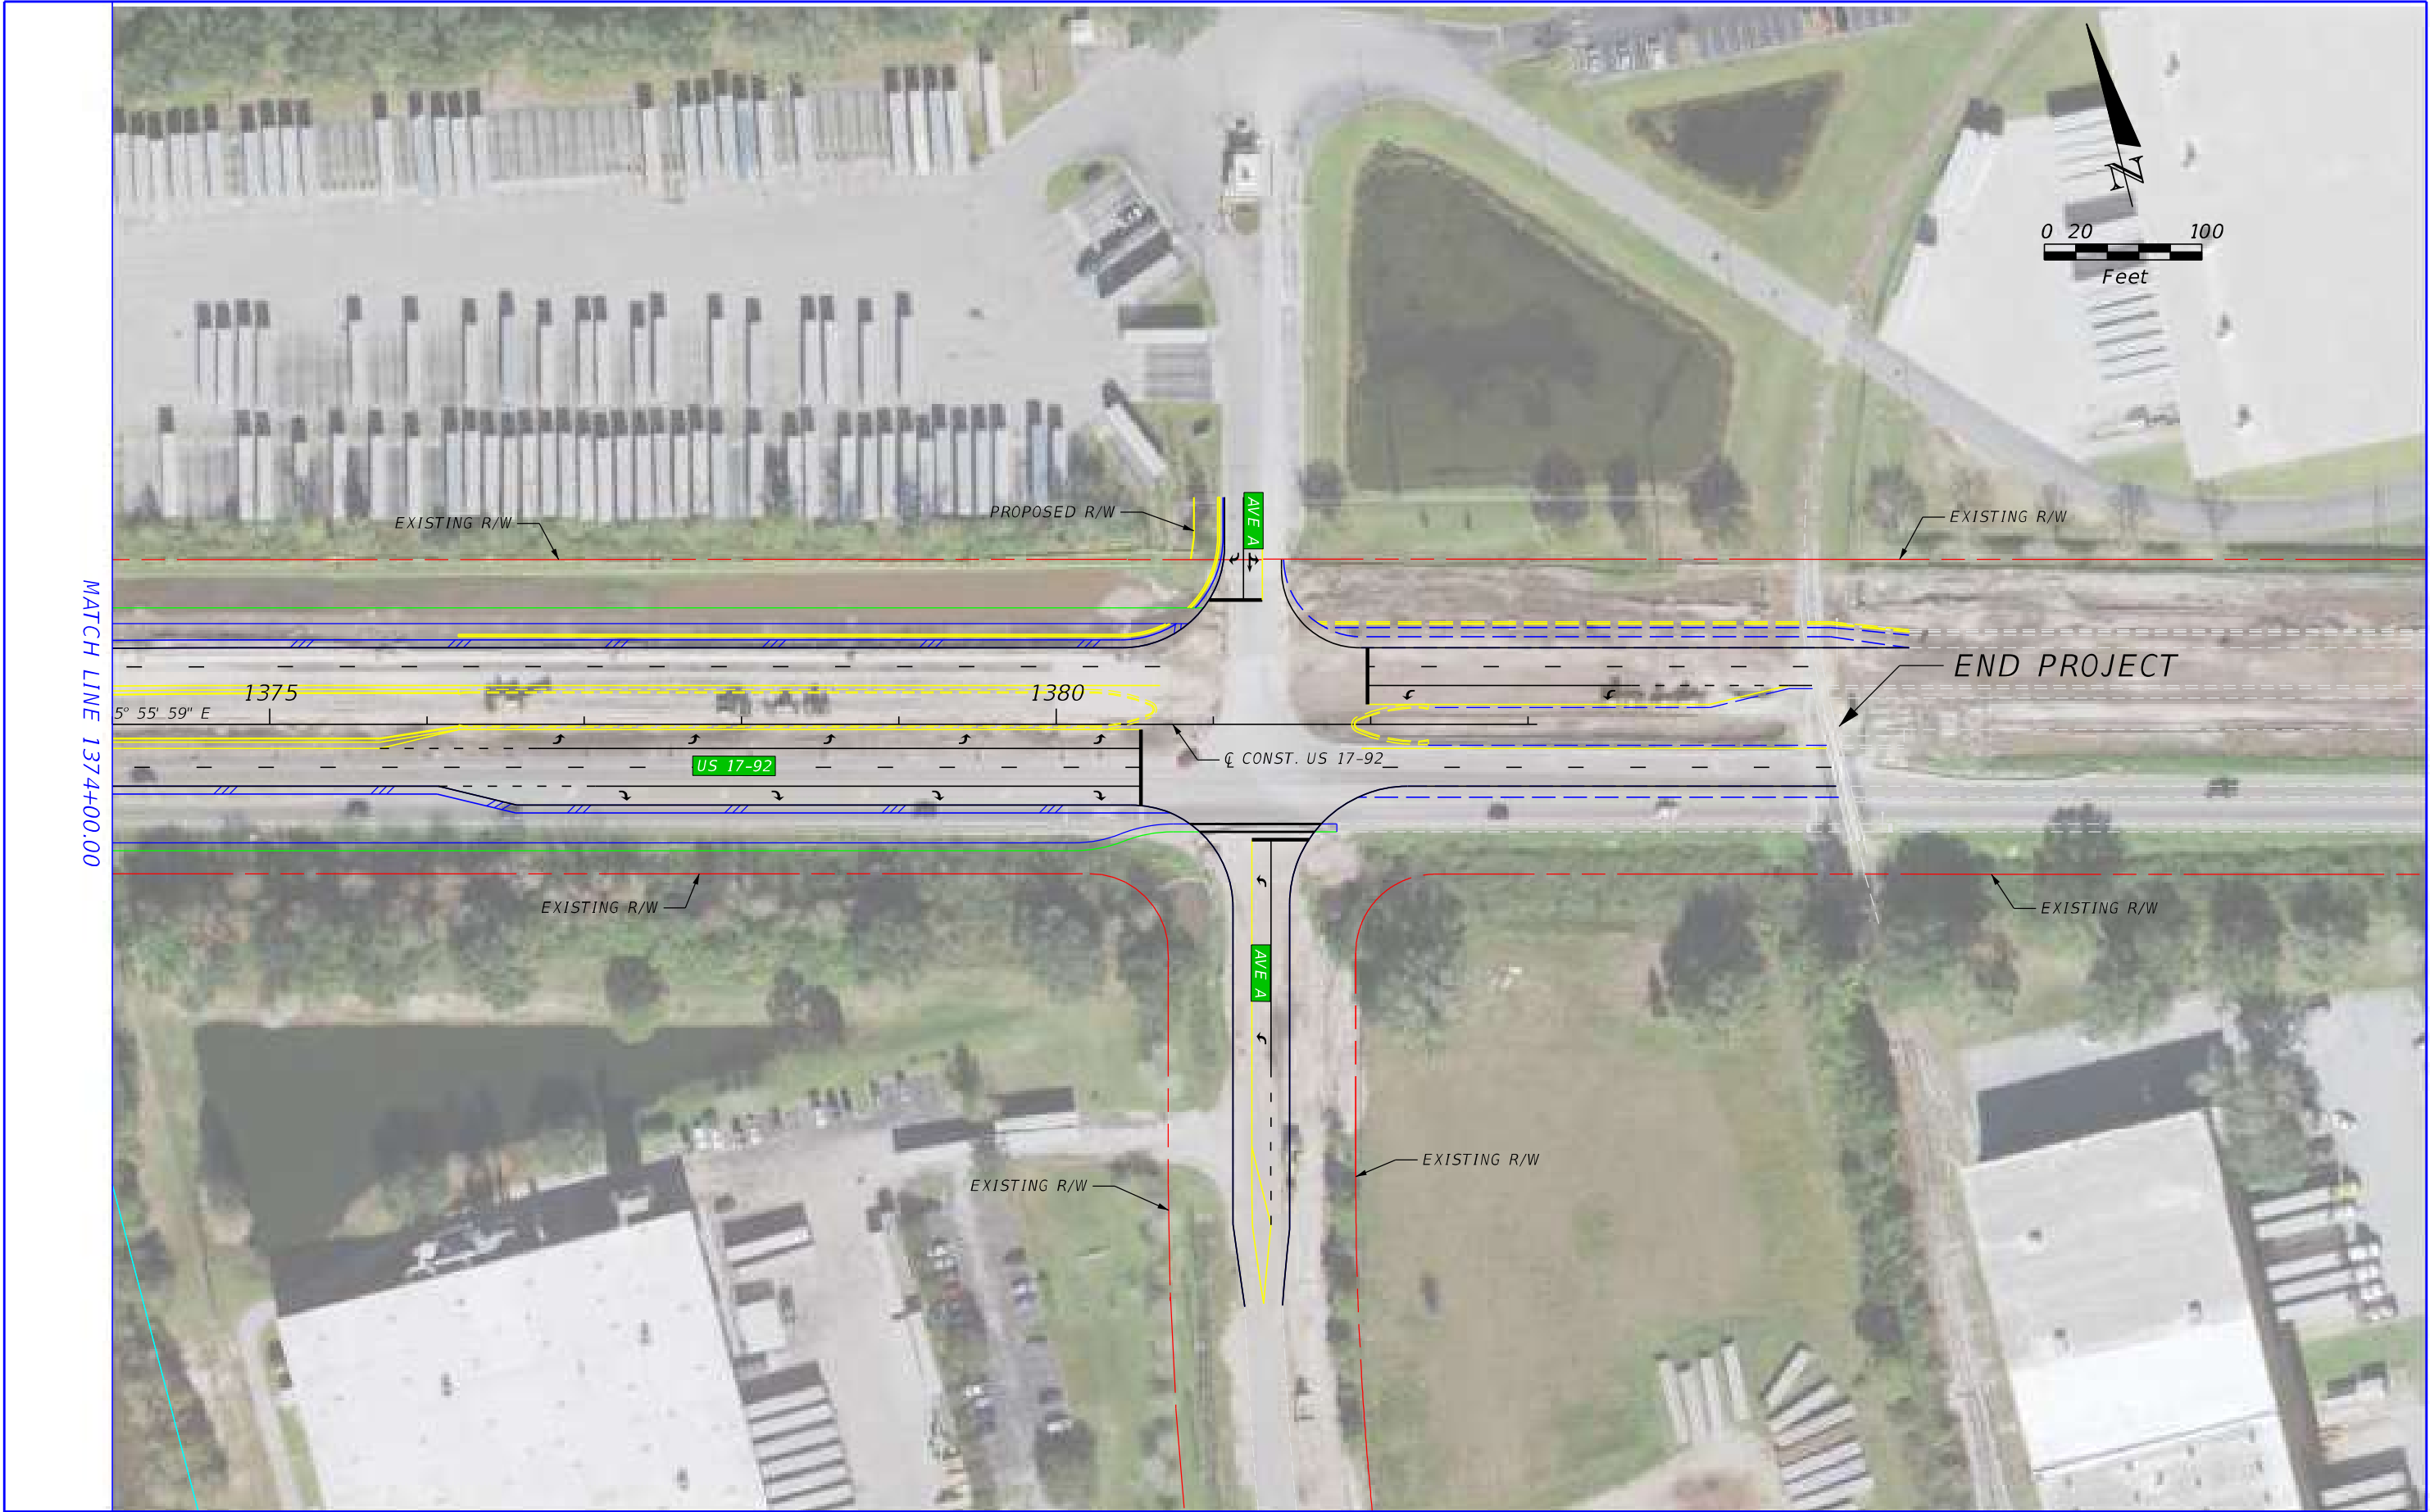 N
0 20 100
Feet
PROPOSED R/W
AVE A
EXISTING R/W
EXISTING R/W
MATCH LINE 1374+00.00
END PROJECT
1375
1380
5° 55' 59" E
US 17-92
℄ CONST. US 17-92
EXISTING R/W
EXISTING R/W
AVE A
EXISTING R/W
EXISTING R/W